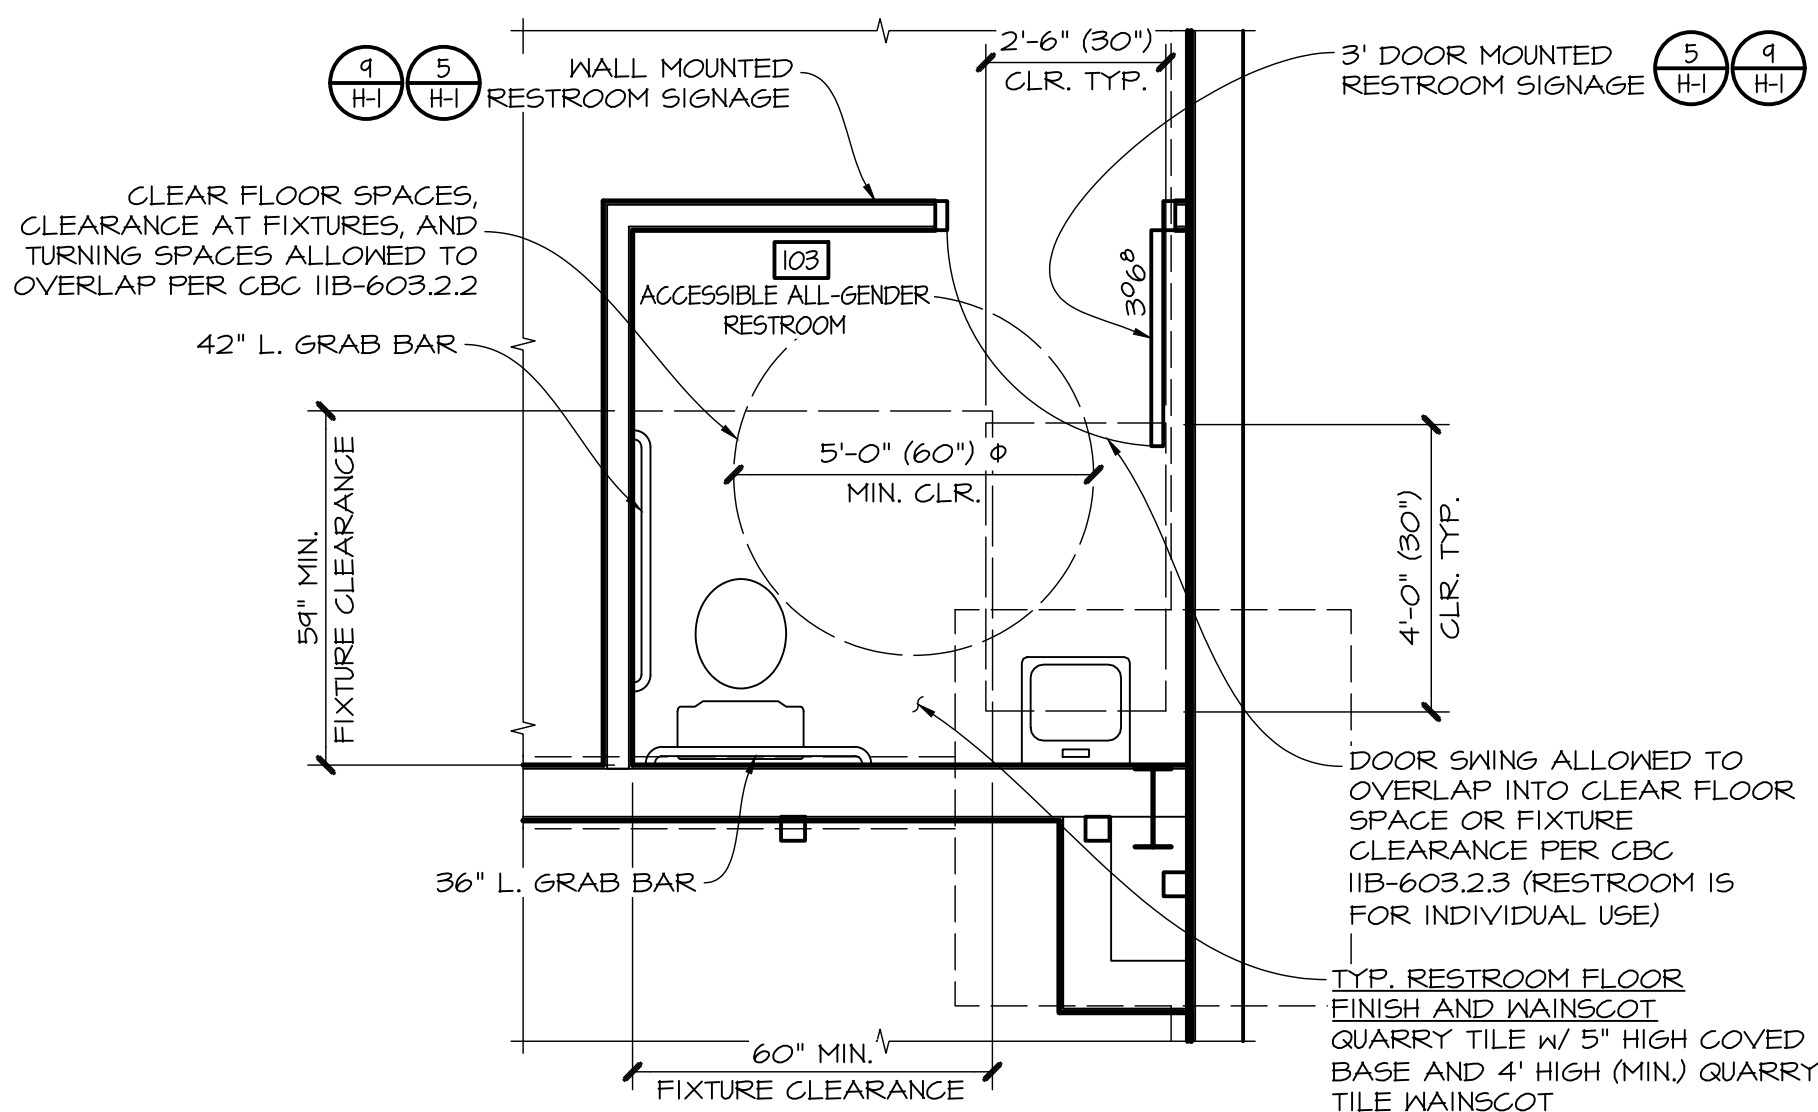 9
H-1
5
H-1
WALL MOUNTED
RESTROOM SIGNAGE
2'-6" (30")
CLR. TYP.
3' DOOR MOUNTED
RESTROOM SIGNAGE
5
H-1
9
H-1
CLEAR FLOOR SPACES,
CLEARANCE AT FIXTURES, AND
TURNING SPACES ALLOWED TO
OVERLAP PER CBC 11B-603.2.2
103
ACCESSIBLE ALL-GENDER
RESTROOM
3068
42" L. GRAB BAR
5'-0" (60") Φ
MIN. CLR.
59" MIN.
FIXTURE CLEARANCE
4'-0" (30")
CLR. TYP.
DOOR SWING ALLOWED TO
OVERLAP INTO CLEAR FLOOR
SPACE OR FIXTURE
CLEARANCE PER CBC
11B-603.2.3 (RESTROOM IS
FOR INDIVIDUAL USE)
36" L. GRAB BAR
TYP. RESTROOM FLOOR
FINISH AND WAINSCOT
QUARRY TILE w/ 5" HIGH COVED
BASE AND 4' HIGH (MIN.) QUARRY
TILE WAINSCOT
60" MIN.
FIXTURE CLEARANCE